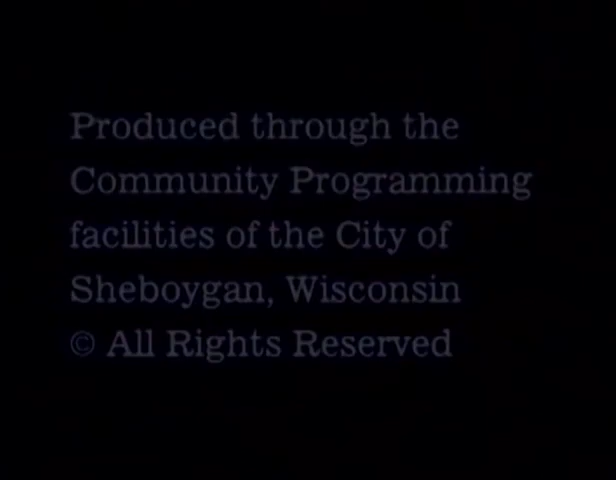 Produced through the
Community Programming
facilities of the City of
Sheboygan, Wisconsin
© All Rights Reserved